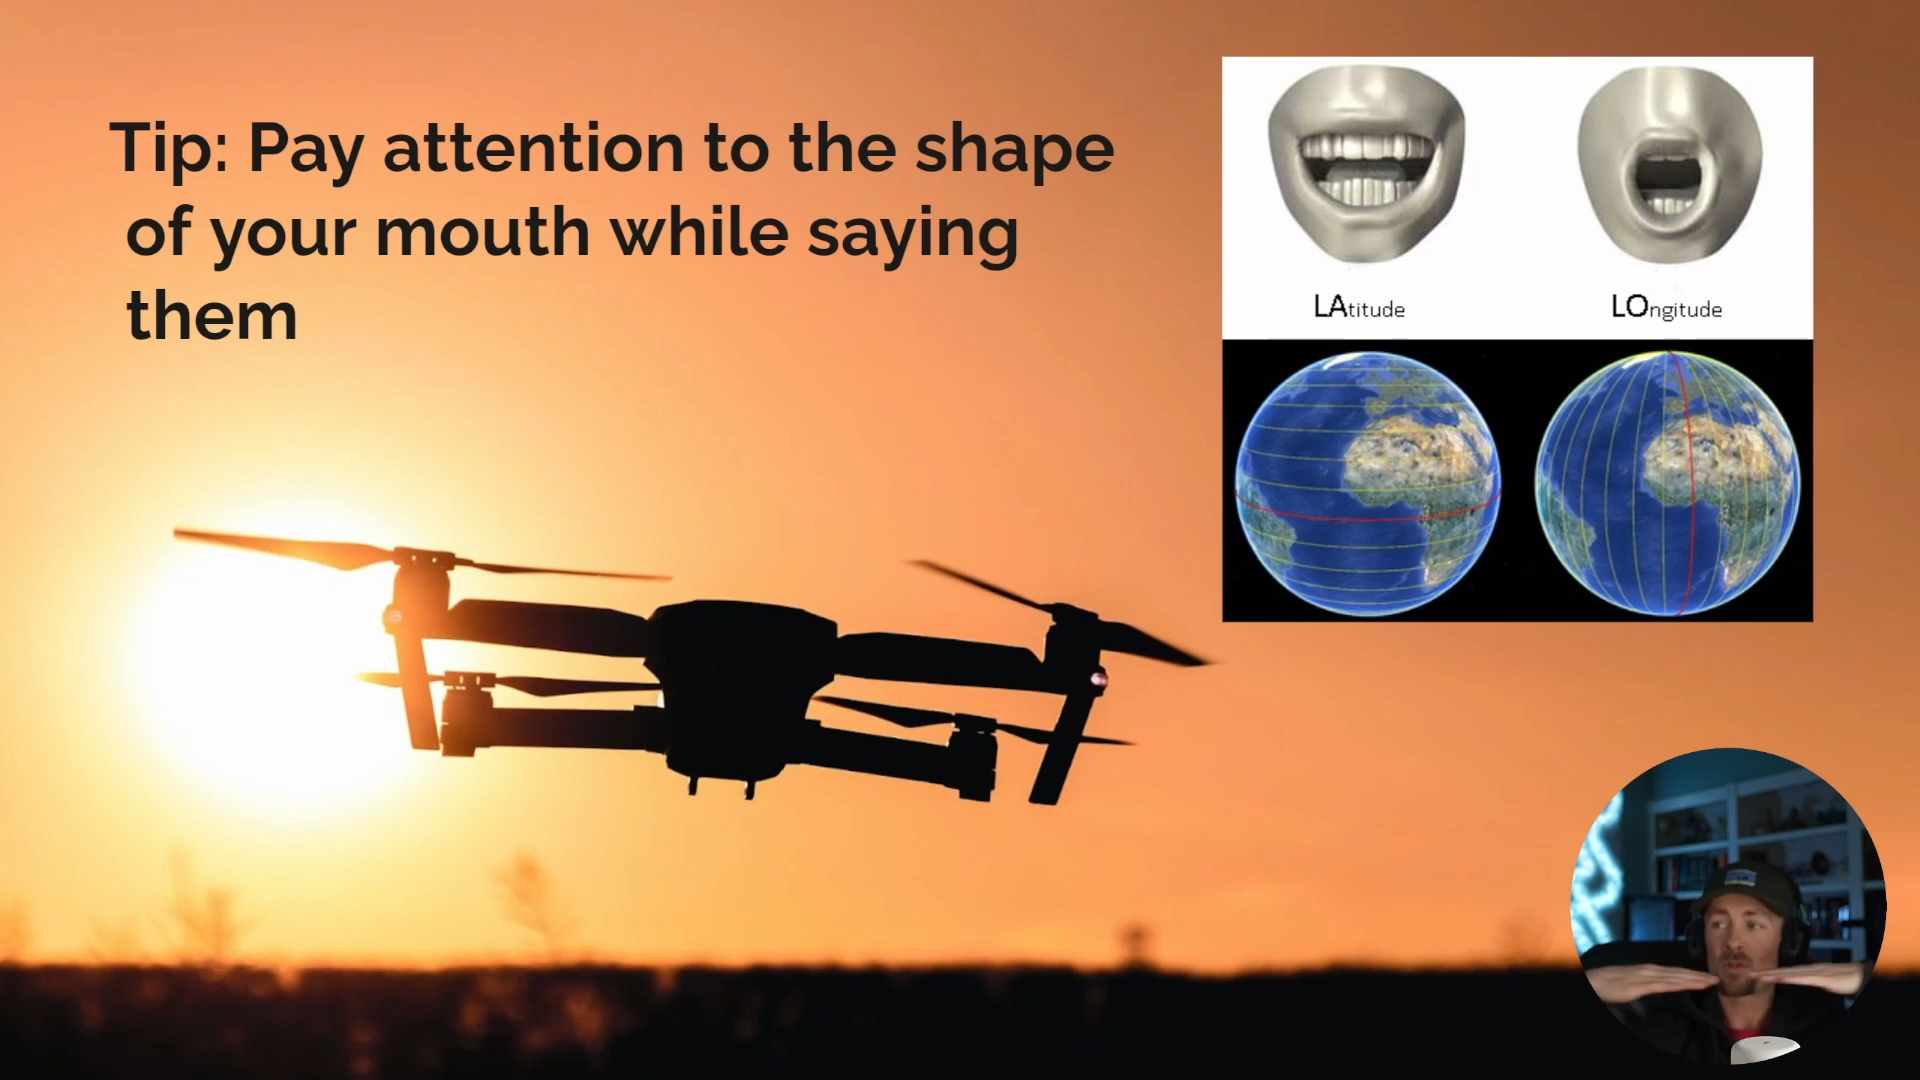 Tip: Pay attention to the shape
of your mouth while saying
them
LAtitude
LOngitude